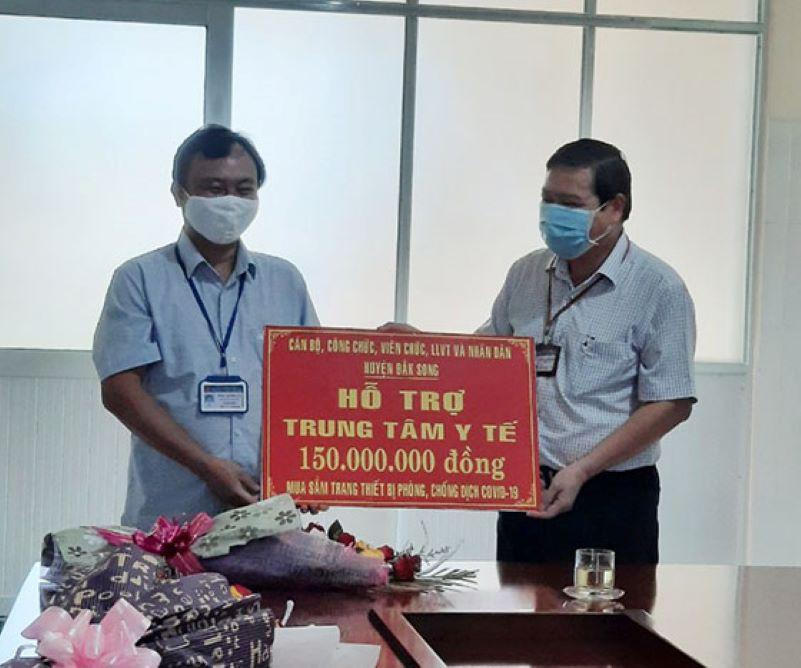 CÁN BỘ, CÔNG CHỨC, VIÊN CHỨC, LLVT VÀ NHÂN DÂN
HUYỆN ĐẮK SONG
HỖ TRỢ
TRUNG TÂM Y TẾ
150.000.000 đồng
MUA SẮM TRANG THIẾT BỊ PHÒNG, CHỐNG DỊCH COVID-19